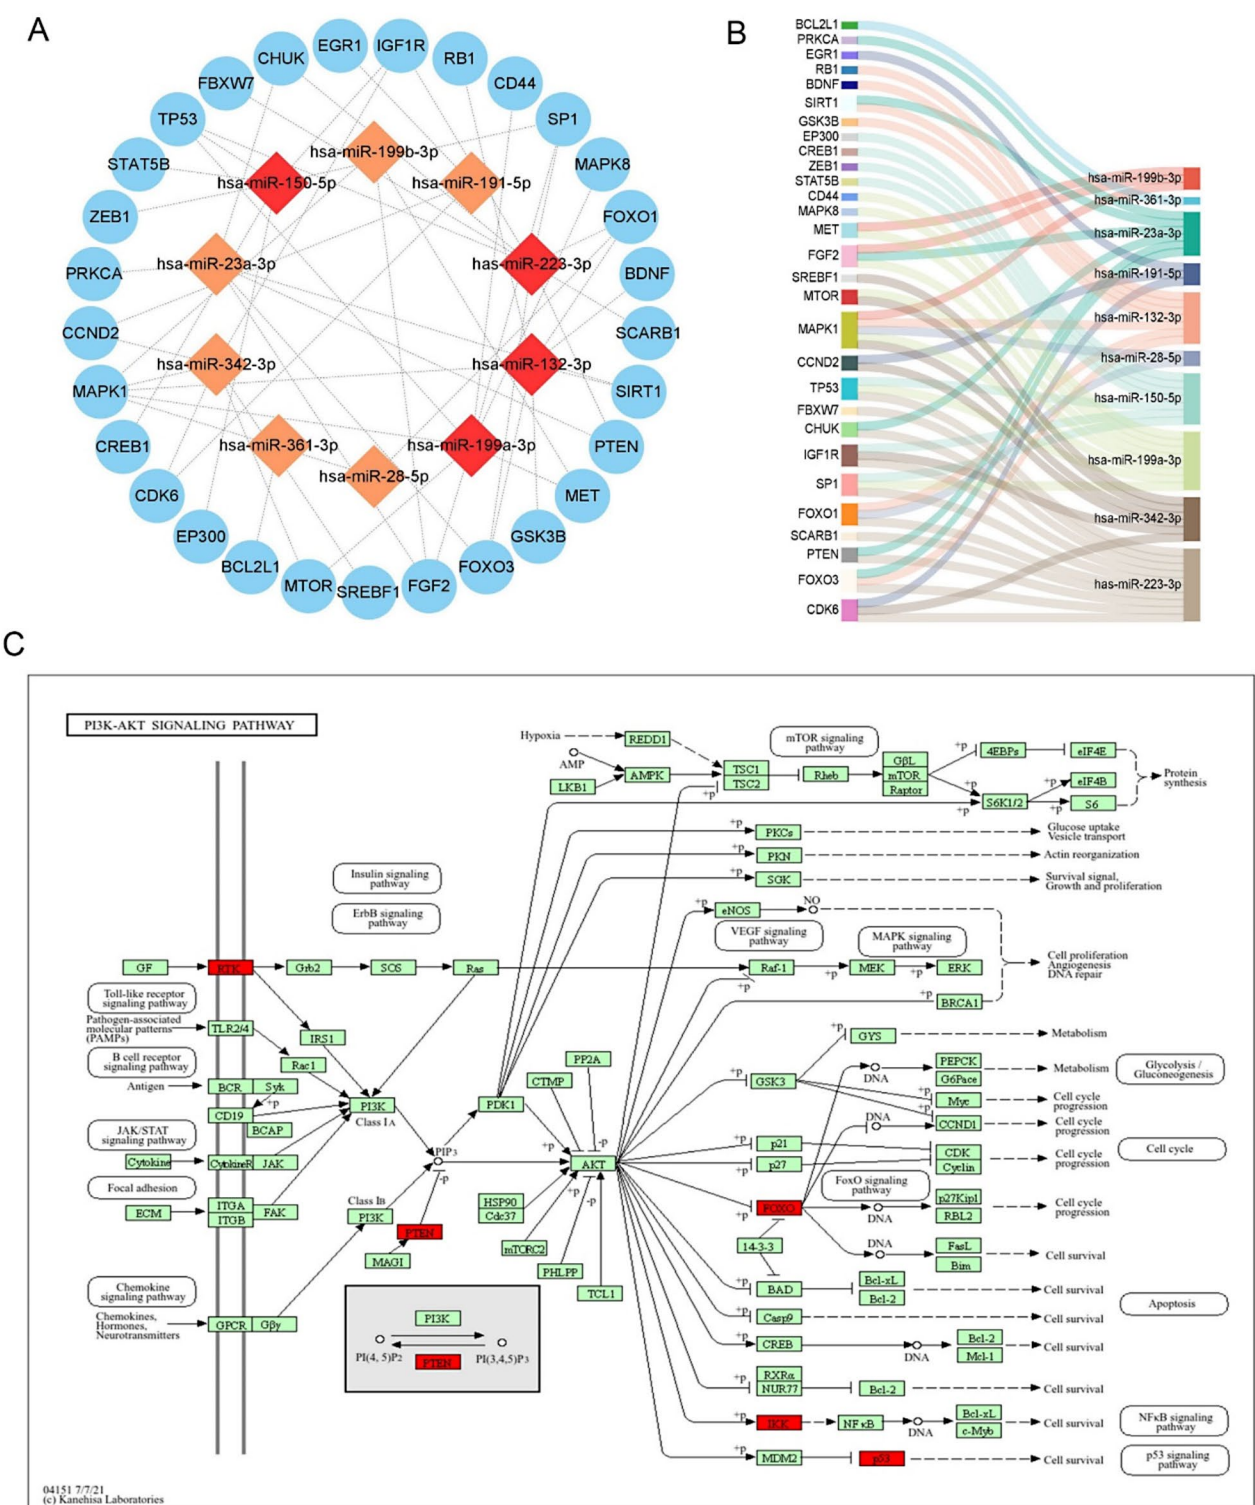 A
EGR1
IGF1R
CHUK
RB1
FBXW7
CD44
TP53
SP1
STAT5B
MAPK8
ZEB1
FOXO1
PRKCA
BDNF
CCND2
SCARB1
MAPK1
SIRT1
CREB1
PTEN
CDK6
MET
EP300
GSK3B
BCL2L1
FOXO3
MTOR
SREBF1
FGF2
hsa-miR-199b-3p
hsa-miR-150-5p
hsa-miR-191-5p
hsa-miR-23a-3p
has-miR-223-3p
hsa-miR-342-3p
hsa-miR-132-3p
hsa-miR-361-3p
hsa-miR-199a-3p
hsa-miR-28-5p
B
BCL2L1
PRKCA
EGR1
RB1
BDNF
SIRT1
GSK3B
EP300
CREB1
ZEB1
STAT5B
CD44
MAPK8
MET
FGF2
SREBF1
MTOR
MAPK1
CCND2
TP53
FBXW7
CHUK
IGF1R
SP1
FOXO1
SCARB1
PTEN
FOXO3
CDK6
hsa-miR-199b-3p
hsa-miR-361-3p
hsa-miR-23a-3p
hsa-miR-191-5p
hsa-miR-132-3p
hsa-miR-28-5p
hsa-miR-150-5p
hsa-miR-199a-3p
hsa-miR-342-3p
has-miR-223-3p
C
PI3K-AKT SIGNALING PATHWAY
Hypoxia
REDD1
AMP
LKB1
AMPK
TSC1
TSC2
+p
Rheb
mTOR signaling
pathway
GβL
mTOR
Raptor
+p
4EBPs
eIF4E
+p
S6K1/2
+p
eIF4B
+p
S6
Protein
synthesis
+p
PKCs
Glucose uptake
Vesicle transport
+p
PKN
Actin reorganization
+p
SGK
Survival signal,
Growth and proliferation
Insulin signaling
pathway
ErbB signaling
pathway
+p
eNOS
NO
VEGF signaling
pathway
MAPK signaling
pathway
GF
RTK
Grb2
SOS
Ras
Raf-1
+p
+p
MEK
+p
ERK
+p
BRCA1
Cell proliferation
Angiogenesis
DNA repair
Toll-like receptor
signaling pathway
Pathogen-associated
molecular patterns
(PAMPs)
TLR2/4
IRS1
Rac1
B cell receptor
signaling pathway
Antigen
BCR
Syk
+p
CD19
BCAP
PI3K
Class IA
PDK1
CTMP
PP2A
JAK/STAT
signaling pathway
Cytokine
CytokineR
JAK
PIP3
-p
+p
-p
AKT
+p
-p
Focal adhesion
ECM
ITGA
ITGB
FAK
Class IB
PI3K
PTEN
MAGI
HSP90
Cdc37
mTORC2
PHLPP
TCL1
Chemokine
signaling pathway
Chemokines,
Hormones,
Neurotransmitters
GPCR
Gβγ
PI3K
PI(4, 5)P2
PI(3,4,5)P3
PTEN
+p
GYS
Metabolism
+p
GSK3
DNA
PEPCK
G6Pace
Metabolism
Glycolysis /
Gluconeogenesis
+p
Myc
Cell cycle
progression
+p
DNA
CCND1
Cell cycle
progression
+p
p21
+p
p27
CDK
Cyclin
Cell cycle
progression
Cell cycle
+p
FOXO
FoxO signaling
pathway
DNA
p27Kip1
RBL2
Cell cycle
progression
14-3-3
DNA
FasL
Bim
Cell survival
+p
BAD
Bcl-xL
Bcl-2
Cell survival
Apoptosis
+p
Casp9
Cell survival
+p
CREB
DNA
Bcl-2
Mcl-1
Cell survival
+p
RXRα
NUR77
Bcl-2
Cell survival
+p
IKK
NFκB
DNA
Bcl-xL
c-Myb
Cell survival
NFκB signaling
pathway
+p
MDM2
p53
Cell survival
p53 signaling
pathway
04151 7/7/21
(c) Kanehisa Laboratories